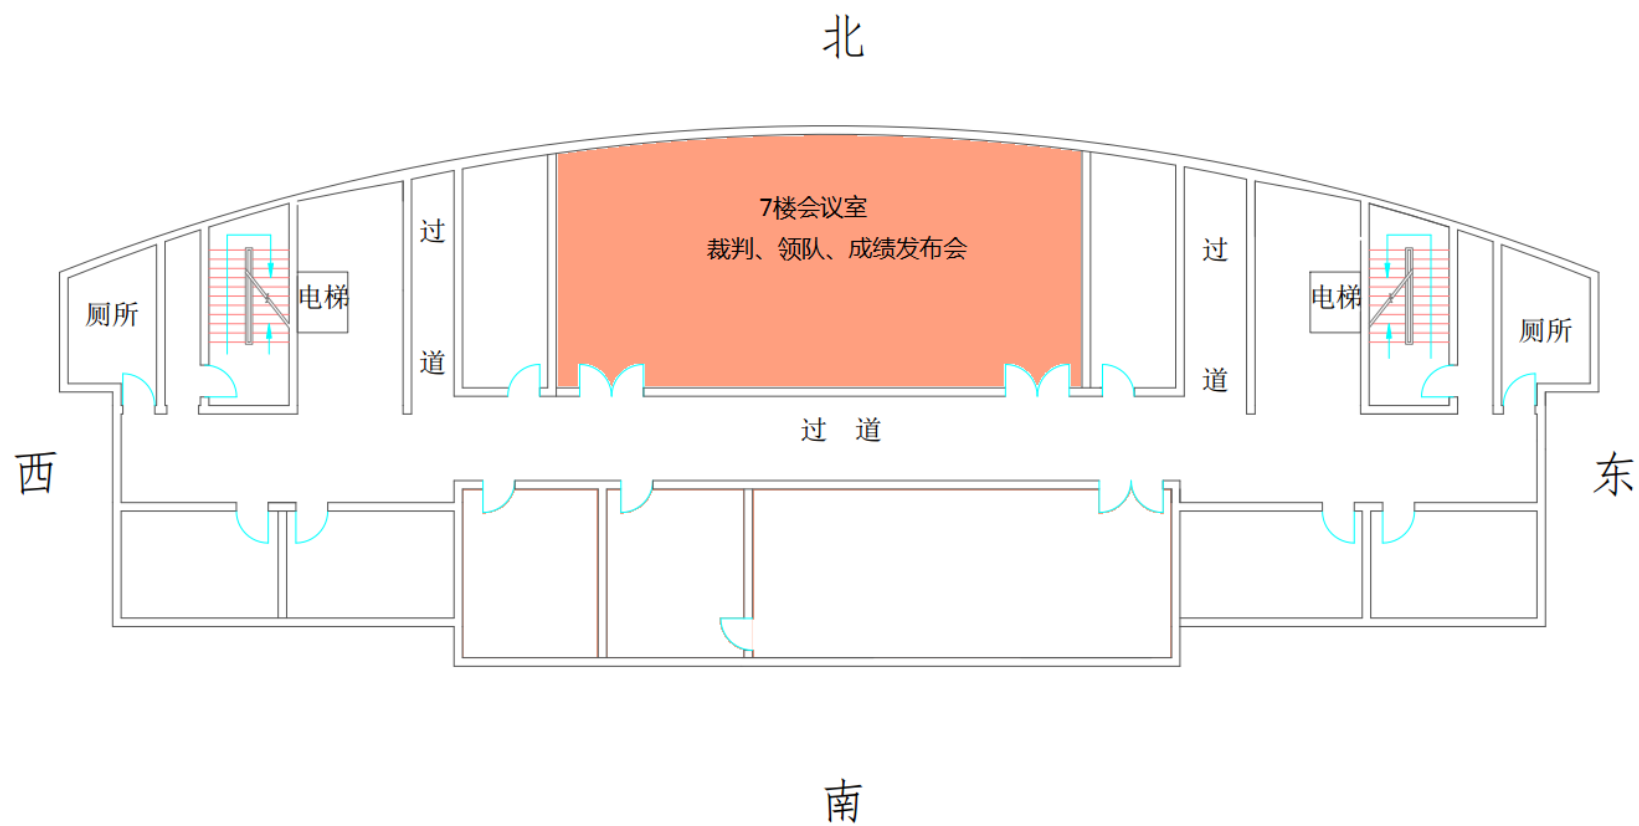 北
7楼会议室
裁判、领队、成绩发布会
过
道
过
道
厕所
电梯
电梯
厕所
过 道
西
东
南